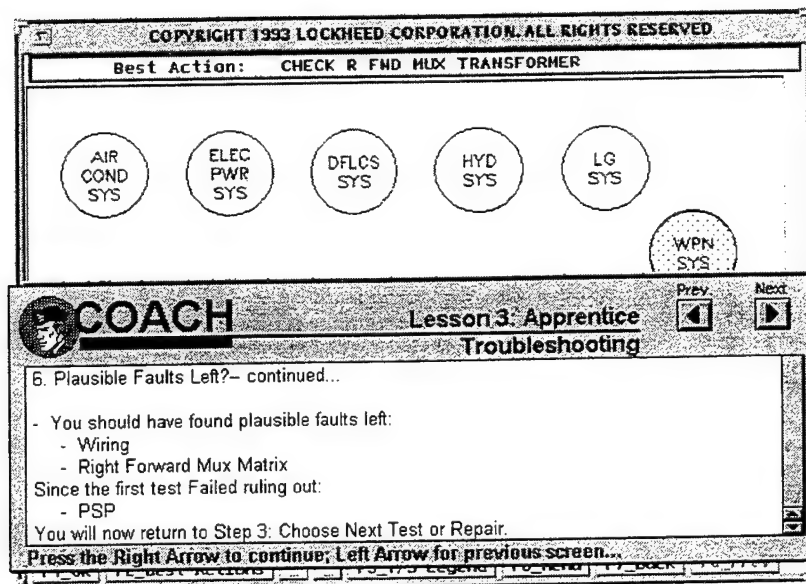 COPYRIGHT 1993 LOCKHEED CORPORATION. ALL RIGHTS RESERVED
Best Action: CHECK R FWD MUX TRANSFORMER
AIR
COND
SYS
ELEC
PWR
SYS
DFLCS
SYS
HYD
SYS
LG
SYS
WPN
SYS
COACH
Lesson 3: Apprentice
Troubleshooting
Prev
Next
6. Plausible Faults Left?– continued...
- You should have found plausible faults left:
- Wiring
- Right Forward Mux Matrix
Since the first test Failed ruling out:
- PSP
You will now return to Step 3: Choose Next Test or Repair.
Press the Right Arrow to continue; Left Arrow for previous screen...